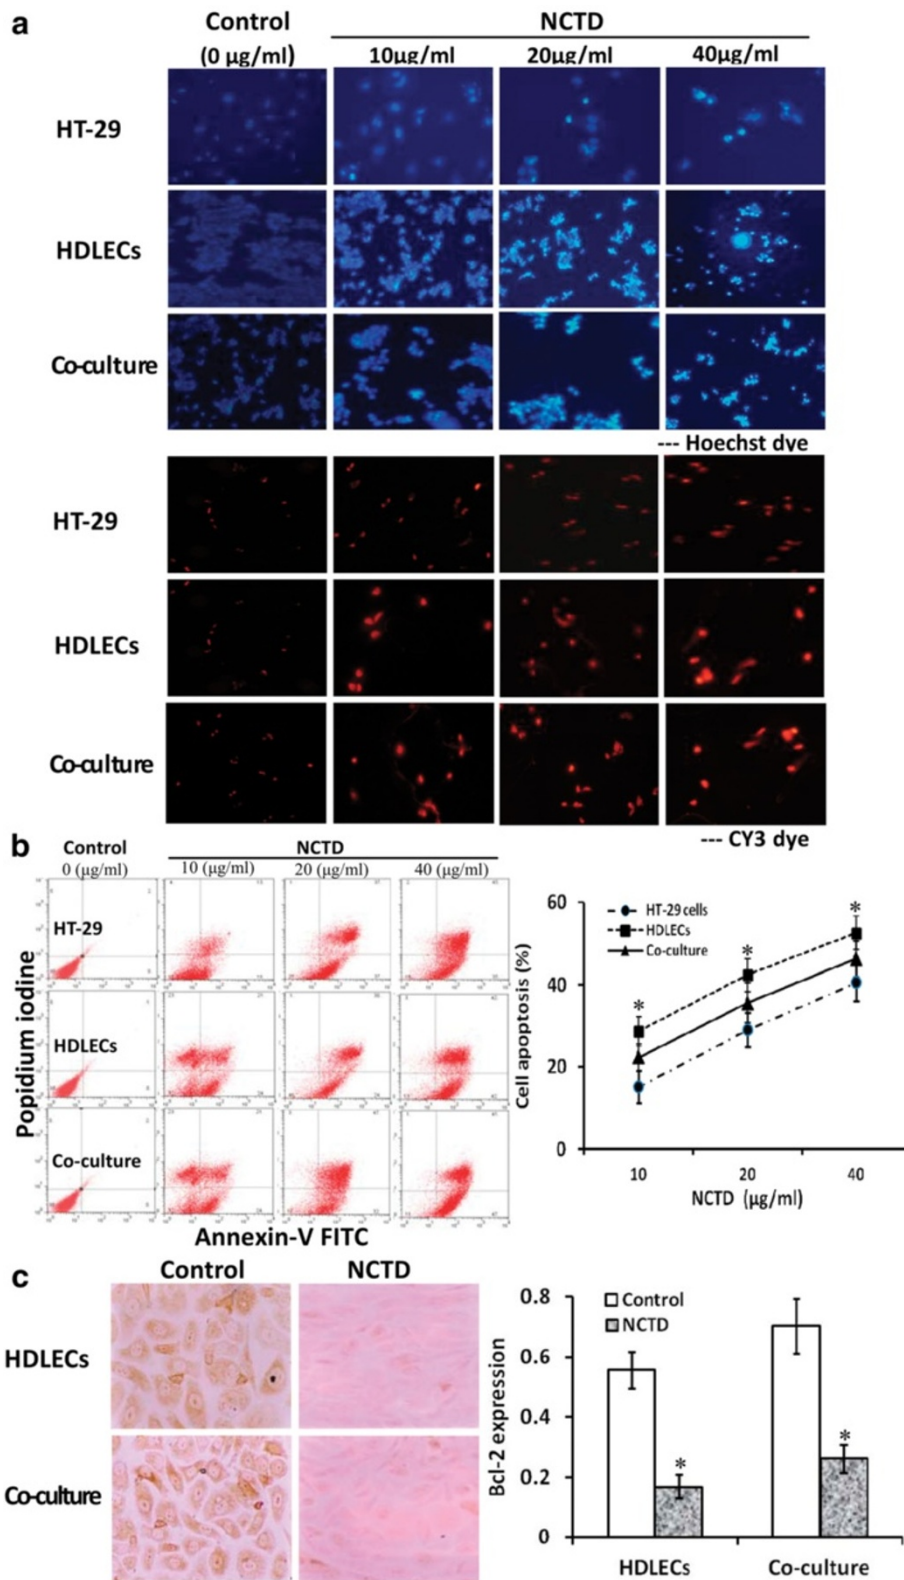 a
Control NCTD
(0 μg/ml) 10μg/ml 20μg/ml 40μg/ml
HT-29
HDLECs
Co-culture
--- Hoechst dye
HT-29
HDLECs
Co-culture
--- CY3 dye
b
Control NCTD
0 (μg/ml) 10 (μg/ml) 20 (μg/ml) 40 (μg/ml)
HT-29
HDLECs
Co-culture
Popidium iodine
Annexin-V FITC
60
40
20
0
Cell apoptosis (%)
HT-29 cells
HDLECs
Co-culture
* * *
10 20 40
NCTD (μg/ml)
c
Control NCTD
HDLECs
Co-culture
0.8
0.6
0.4
0.2
0
Bcl-2 expression
Control
NCTD
* *
HDLECs Co-culture